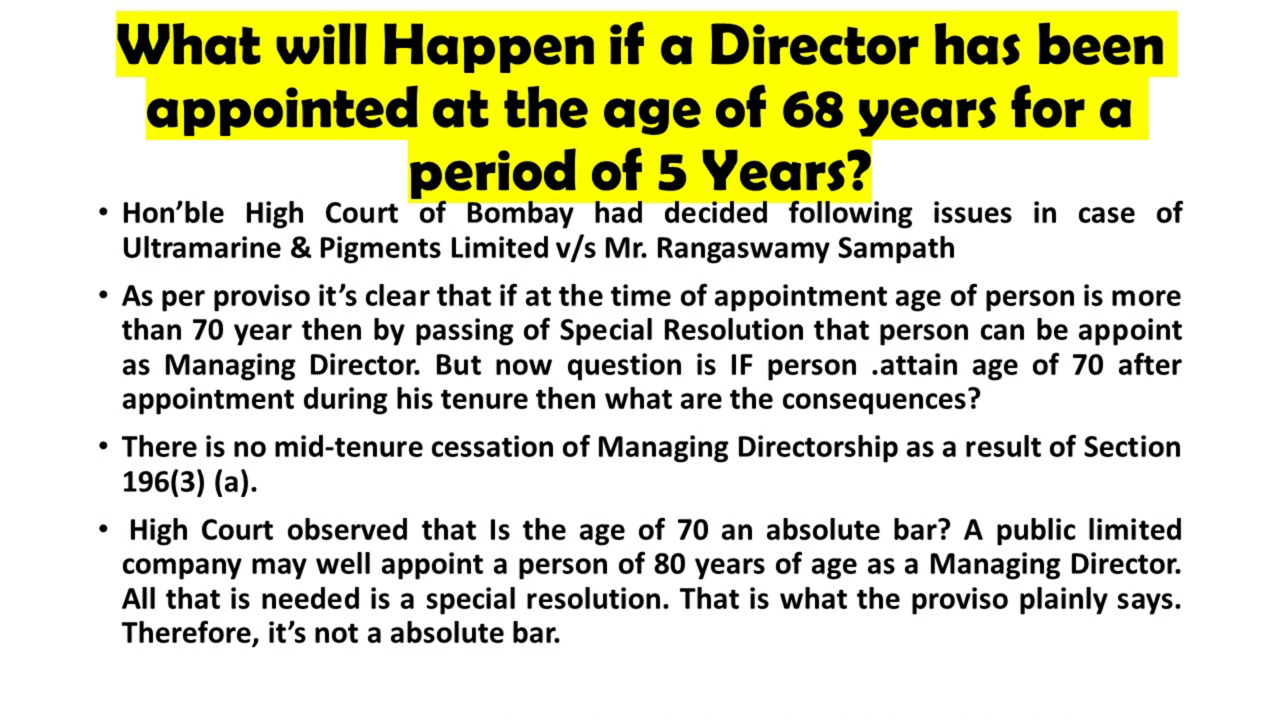 What will Happen if a Director has been
appointed at the age of 68 years for a
period of 5 Years?
• Hon’ble High Court of Bombay had decided following issues in case of
Ultramarine & Pigments Limited v/s Mr. Rangaswamy Sampath
• As per proviso it’s clear that if at the time of appointment age of person is more
than 70 year then by passing of Special Resolution that person can be appoint
as Managing Director. But now question is IF person .attain age of 70 after
appointment during his tenure then what are the consequences?
• There is no mid-tenure cessation of Managing Directorship as a result of Section
196(3) (a).
• High Court observed that Is the age of 70 an absolute bar? A public limited
company may well appoint a person of 80 years of age as a Managing Director.
All that is needed is a special resolution. That is what the proviso plainly says.
Therefore, it’s not a absolute bar.